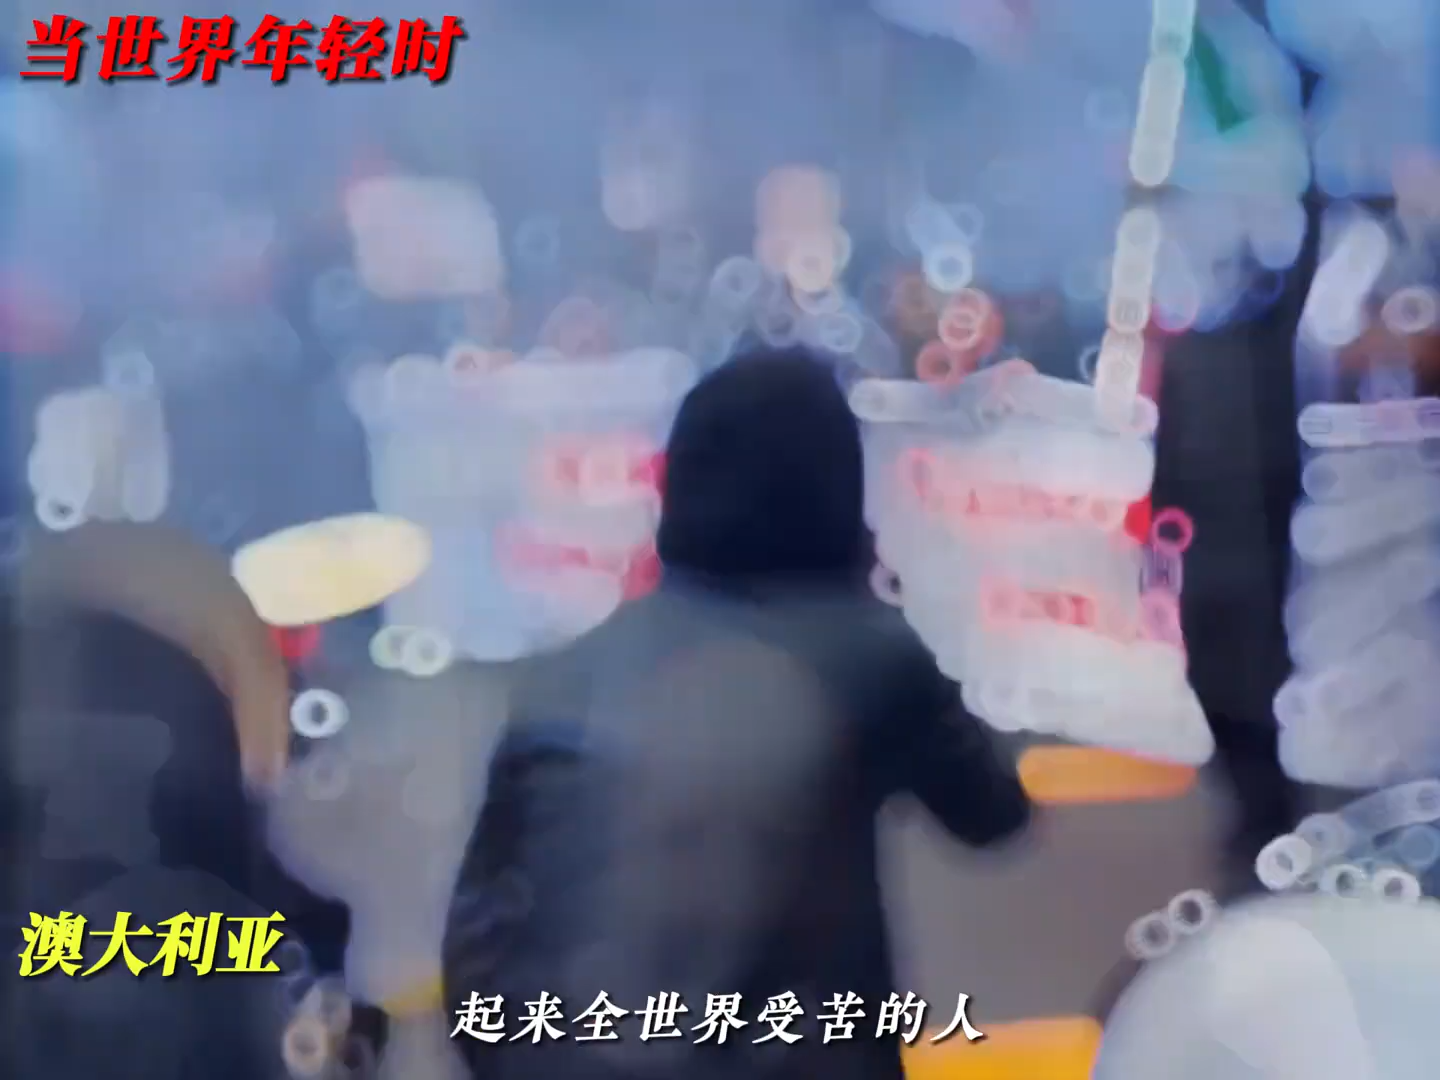 当世界年轻时
澳大利亚
起来全世界受苦的人